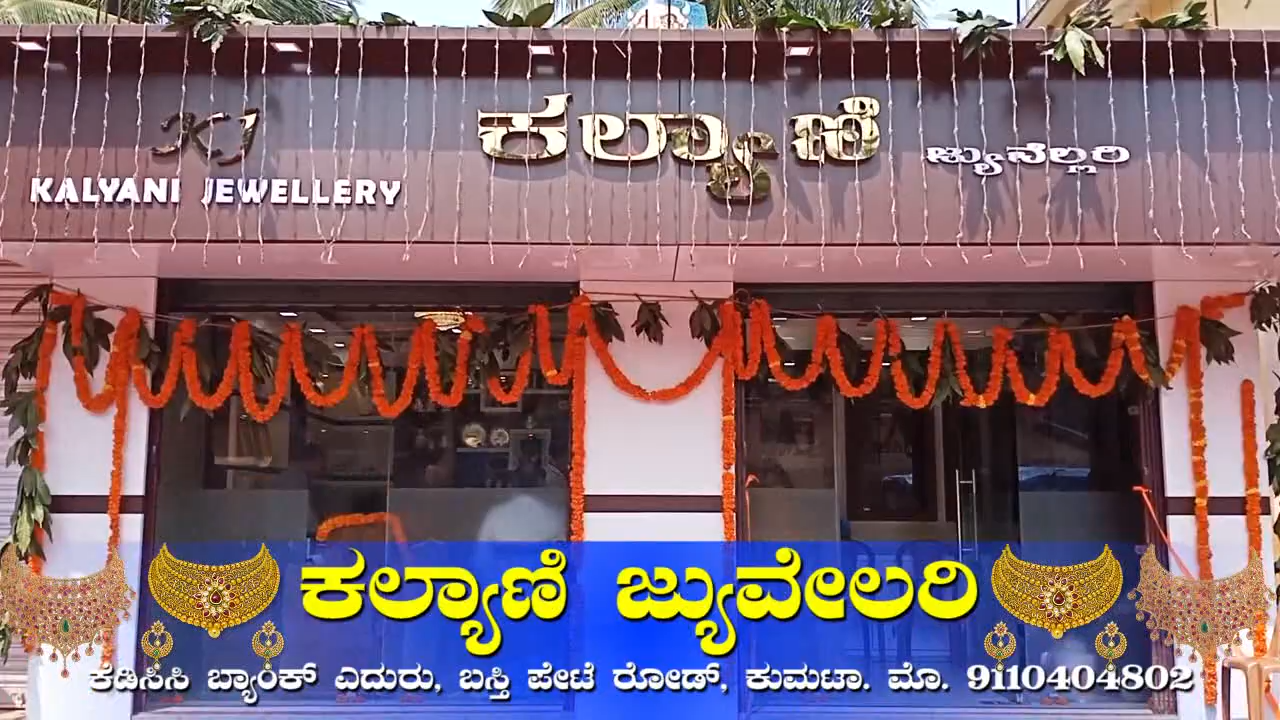 KJ
KALYANI JEWELLERY
ಕಲ್ಯಾಣಿ ಜ್ಯುನೆಲ್ಲರಿ
ಕಲ್ಯಾಣಿ ಜ್ಯುವೇಲರಿ
ಕೆಡಿಸಿಸಿ ಬ್ಯಾಂಕ್ ಎದುರು, ಬಸ್ತಿ ಪೇಟೆ ರೋಡ್, ಕುಮಟಾ. ಮೊ. 9110404802